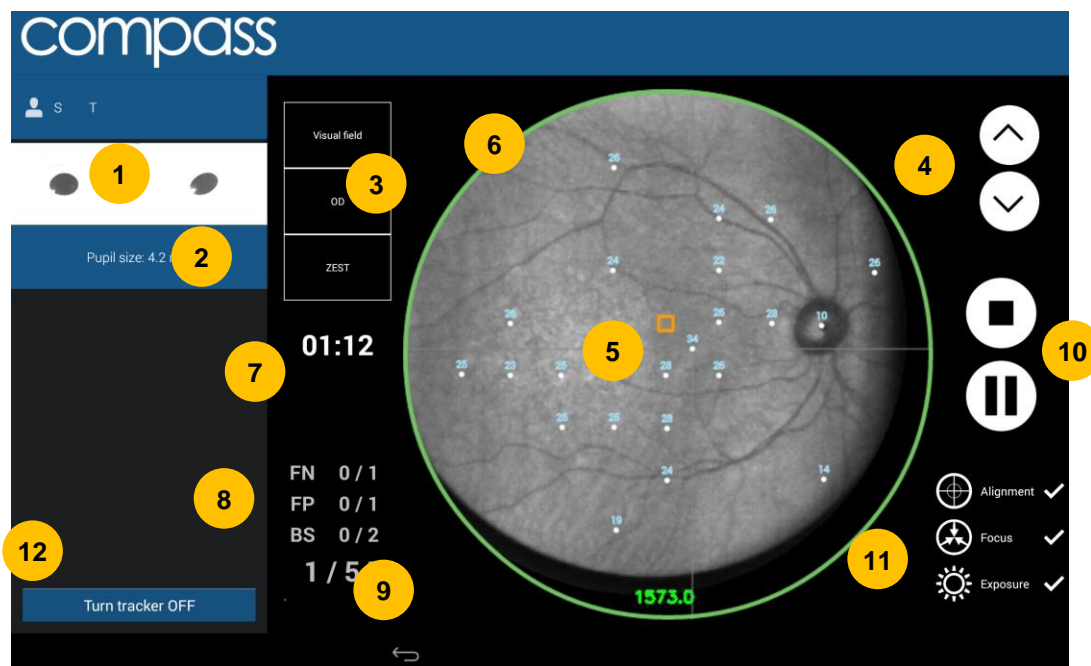 compass
S T
1
2
Pupil size: 4.2
3
Visual field
OD
ZEST
01:12
7
8
FN 0 / 1
FP 0 / 1
BS 0 / 2
1 /
9
12
Turn tracker OFF
6
26
24 26
26
24 22
26 26 28 10
34
5
25 23 25 28 26
25 25 28
24 14
19
1573.0
4
10
11
Alignment
Focus
Exposure